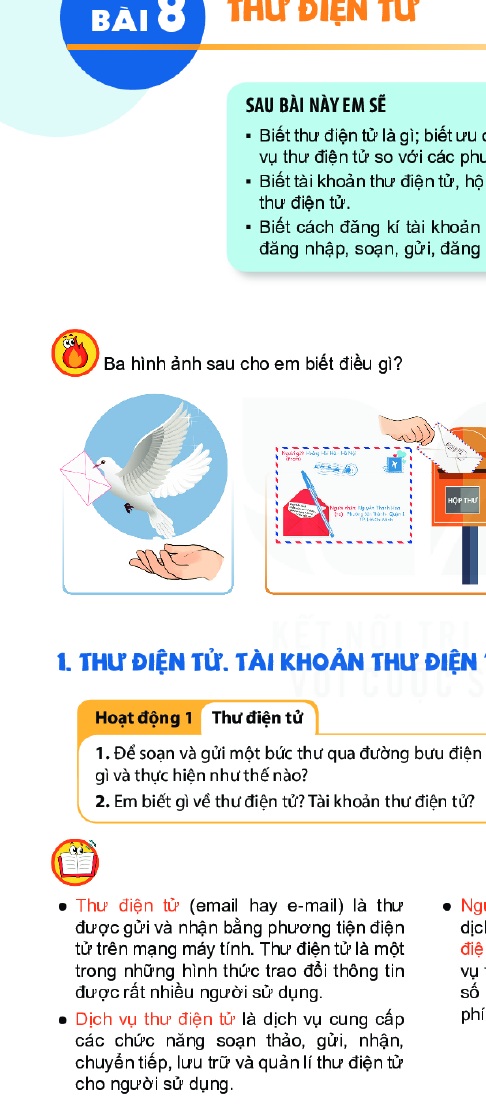 BÀI 8
THƯ ĐIỆN TỬ
SAU BÀI NÀY EM SẼ
▪ Biết thư điện tử là gì; biết ưu
vụ thư điện tử so với các
▪ Biết tài khoản thư điện tử, hộ
thư điện tử.
▪ Biết cách đăng kí tài khoản
đăng nhập, soạn, gửi, đăng
Ba hình ảnh sau cho em biết điều gì?
HỘP THƯ
KẾT NỐI TRI
VỚI CUỘC S
1. THƯ ĐIỆN TỬ. TÀI KHOẢN THƯ ĐIỆN
Hoạt động 1 Thư điện tử
1. Để soạn và gửi một bức thư qua đường bưu điện
gì và thực hiện như thế nào?
2. Em biết gì về thư điện tử? Tài khoản thư điện tử?
• Thư điện tử (email hay e-mail) là thư
được gửi và nhận bằng phương tiện điện
tử trên mạng máy tính. Thư điện tử là một
trong những hình thức trao đổi thông tin
được rất nhiều người sử dụng.
• Dịch vụ thư điện tử là dịch vụ cung cấp
các chức năng soạn thảo, gửi, nhận,
chuyển tiếp, lưu trữ và quản lí thư điện tử
cho người sử dụng.
• Ng
dịc
điệ
vụ
số
phí